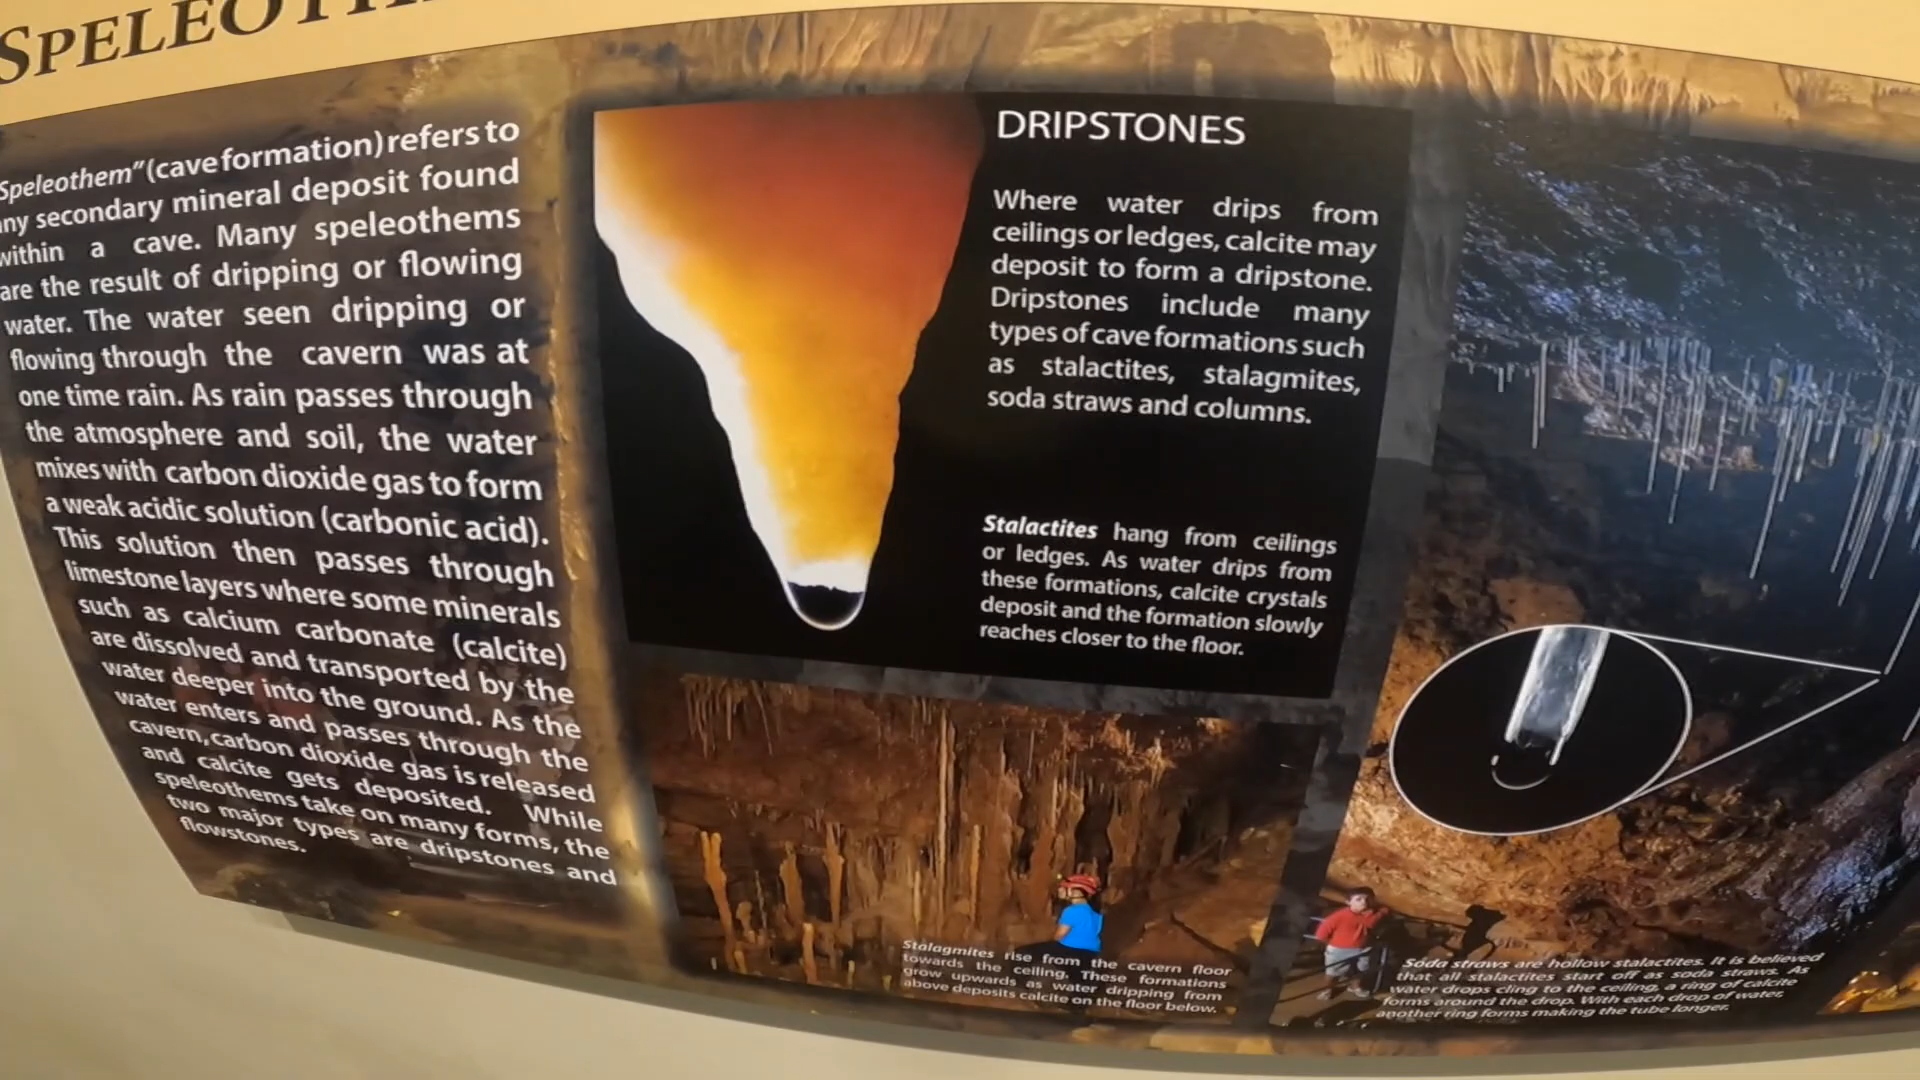 Speleothem" (cave formation) refers to
any secondary mineral deposit found
within a cave. Many speleothems
are the result of dripping or flowing
water. The water seen dripping or
flowing through the cavern was at
one time rain. As rain passes through
the atmosphere and soil, the water
mixes with carbon dioxide gas to form
a weak acidic solution (carbonic acid).
This solution then passes through
limestone layers where some minerals
such as calcium carbonate (calcite)
are dissolved and transported by the
water deeper into the ground. As the
water enters and passes through the
cavern, carbon dioxide gas is released
and calcite gets deposited. While
speleothems take on many forms, the
two major types are dripstones and
flowstones.
DRIPSTONES
Where water drips from
ceilings or ledges, calcite may
deposit to form a dripstone.
Dripstones include many
types of cave formations such
as stalactites, stalagmites,
soda straws and columns.
Stalactites hang from ceilings
or ledges. As water drips from
these formations, calcite crystals
deposit and the formation slowly
reaches closer to the floor.
Stalagmites rise from the cavern floor
towards the ceiling. These formations
grow upwards as water dripping from
above deposits calcite on the floor below.
Soda straws are hollow stalactites. It is believed
that all stalactites start off as soda straws. As
water drops cling to the ceiling, a ring of calcite
forms around the drop. With each drop of water,
another ring forms making the tube longer.